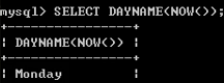 mysql> SELECT DAYNAME(NOW());
+----------------+
| DAYNAME(NOW()) |
+----------------+
| Monday         |